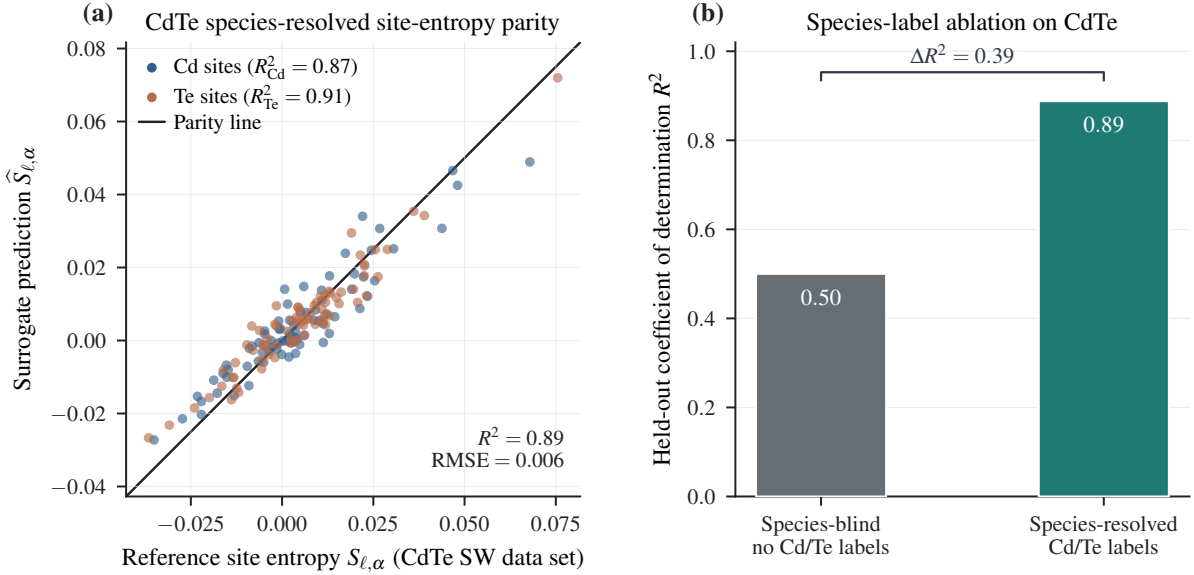 (a)
CdTe species-resolved site-entropy parity
0.08
0.06
0.04
0.02
0.00
−0.02
−0.04
Surrogate prediction Ŝ_{ℓ,α}
Cd sites (R²_Cd = 0.87)
Te sites (R²_Te = 0.91)
Parity line
R² = 0.89
RMSE = 0.006
−0.025
0.000
0.025
0.050
0.075
Reference site entropy S_{ℓ,α} (CdTe SW data set)
(b)
Species-label ablation on CdTe
1.0
0.8
0.6
0.4
0.2
0.0
Held-out coefficient of determination R²
ΔR² = 0.39
0.50
0.89
Species-blind
no Cd/Te labels
Species-resolved
Cd/Te labels